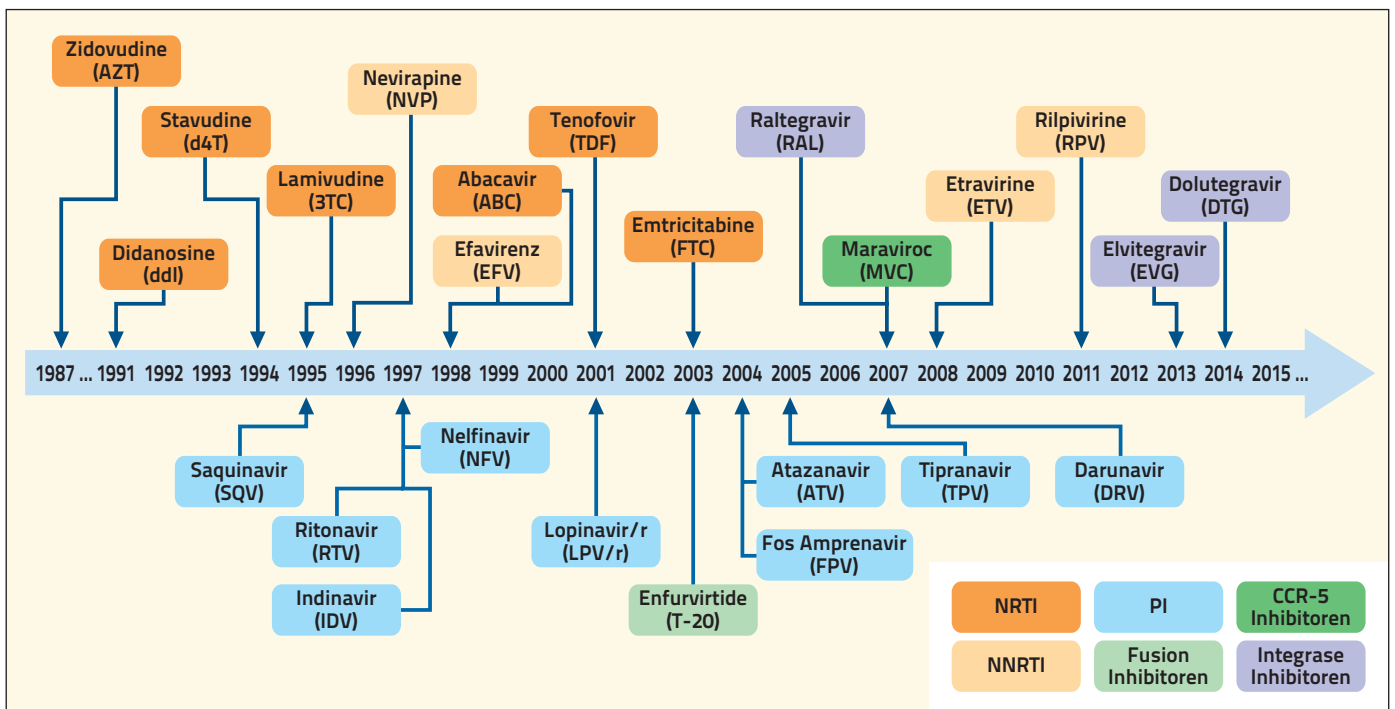 Zidovudine
(AZT)
Stavudine
(d4T)
Didanosine
(ddI)
Lamivudine
(3TC)
Nevirapine
(NVP)
Abacavir
(ABC)
Efavirenz
(EFV)
Tenofovir
(TDF)
Emtricitabine
(FTC)
Raltegravir
(RAL)
Maraviroc
(MVC)
Etravirine
(ETV)
Rilpivirine
(RPV)
Elvitegravir
(EVG)
Dolutegravir
(DTG)
1987 ... 1991 1992 1993 1994 1995 1996 1997 1998 1999 2000 2001 2002 2003 2004 2005 2006 2007 2008 2009 2010 2011 2012 2013 2014 2015 ...
Saquinavir
(SQV)
Ritonavir
(RTV)
Indinavir
(IDV)
Nelfinavir
(NFV)
Lopinavir/r
(LPV/r)
Enfurvirtide
(T-20)
Atazanavir
(ATV)
Fos Amprenavir
(FPV)
Tipranavir
(TPV)
Darunavir
(DRV)
NRTI
PI
CCR-5
Inhibitoren
NNRTI
Fusion
Inhibitoren
Integrase
Inhibitoren